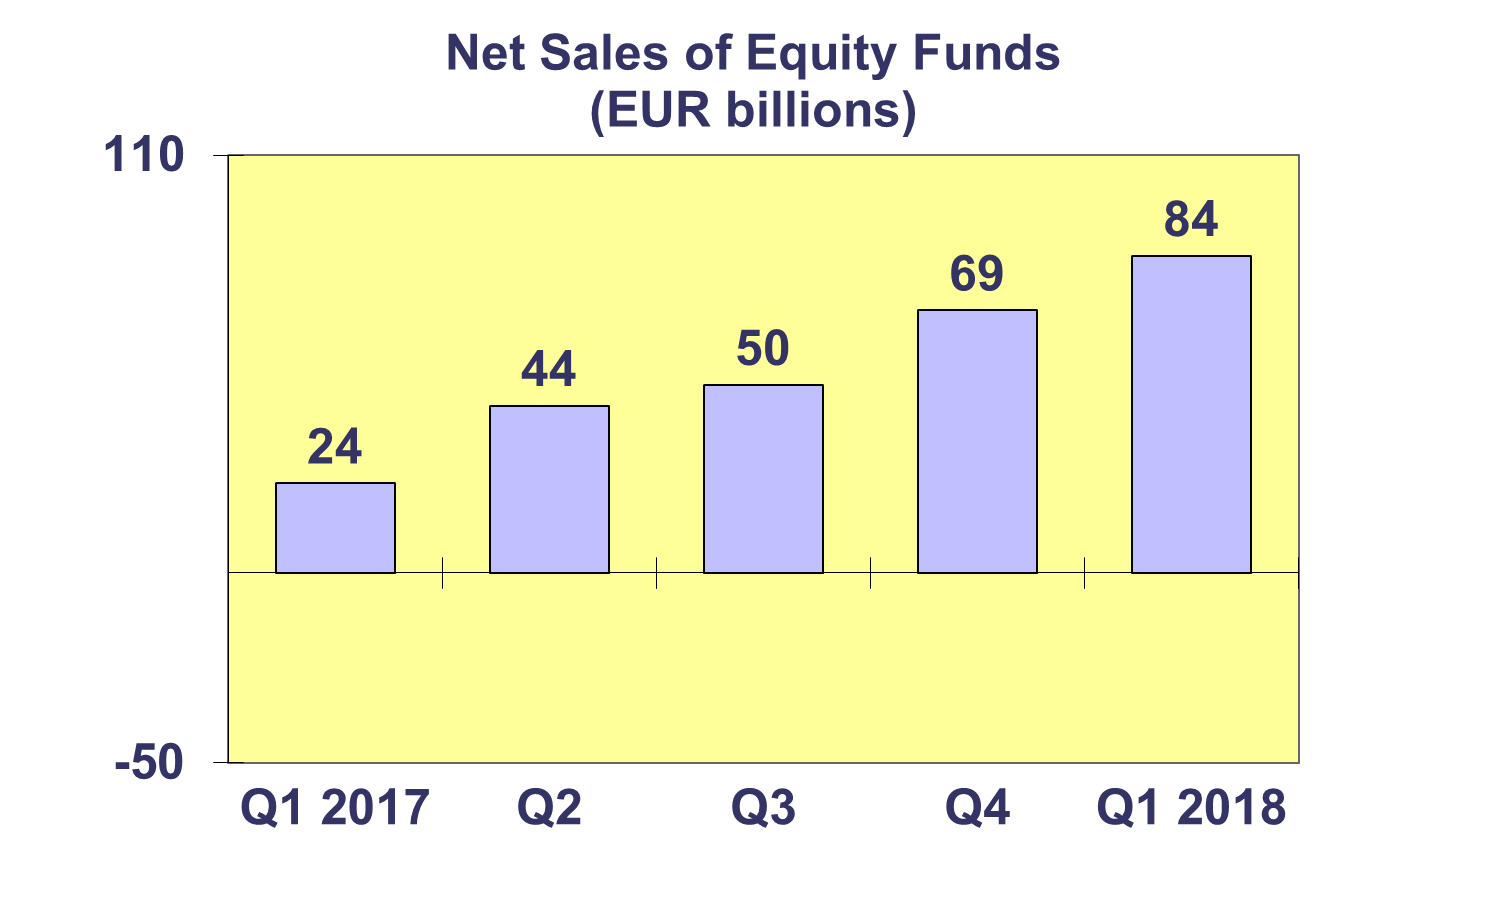 Net Sales of Equity Funds
(EUR billions)
110
84
69
50
44
24
-50
Q1 2017 Q2 Q3 Q4 Q1 2018